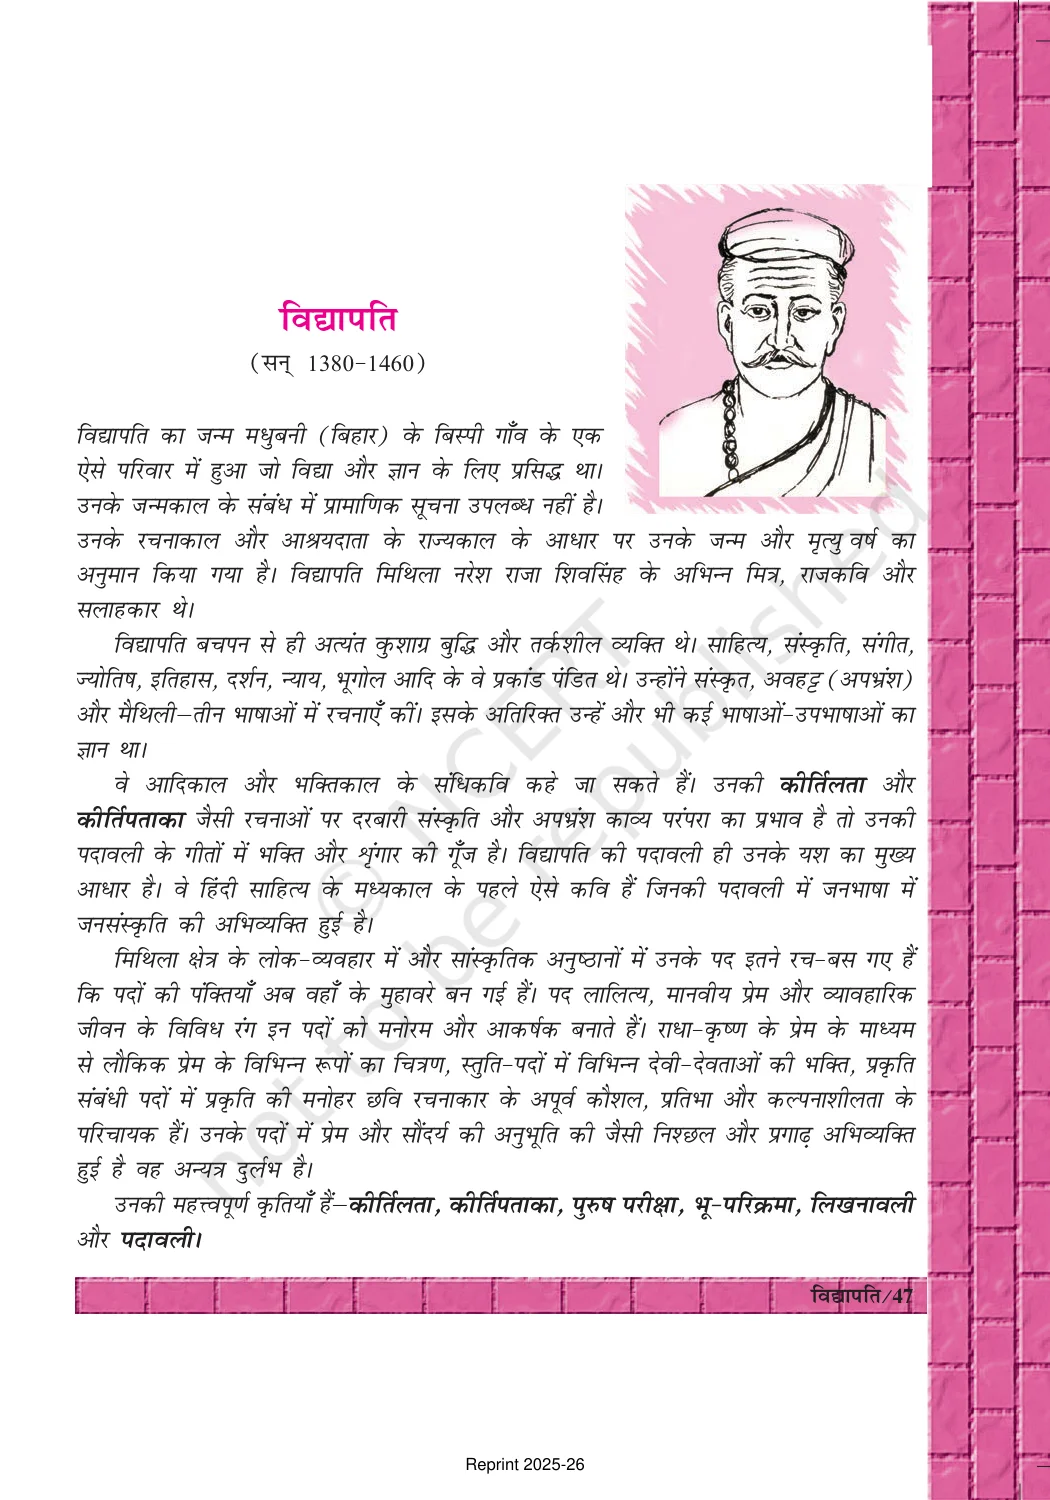 विद्यापति
(सन् 1380-1460)
विद्यापति का जन्म मधुबनी (बिहार) के बिस्पी गाँव के एक
ऐसे परिवार में हुआ जो विद्या और ज्ञान के लिए प्रसिद्ध था।
उनके जन्मकाल के संबंध में प्रामाणिक सूचना उपलब्ध नहीं है।
उनके रचनाकाल और आश्रयदाता के राज्यकाल के आधार पर उनके जन्म और मृत्यु वर्ष का
अनुमान किया गया है। विद्यापति मिथिला नरेश राजा शिवसिंह के अभिन्न मित्र, राजकवि और
सलाहकार थे।
विद्यापति बचपन से ही अत्यंत कुशाग्र बुद्धि और तर्कशील व्यक्ति थे। साहित्य, संस्कृति, संगीत,
ज्योतिष, इतिहास, दर्शन, न्याय, भूगोल आदि के वे प्रकांड पंडित थे। उन्होंने संस्कृत, अवहट्ट (अपभ्रंश)
और मैथिली–तीन भाषाओं में रचनाएँ कीं। इसके अतिरिक्त उन्हें और भी कई भाषाओं-उपभाषाओं का
ज्ञान था।
वे आदिकाल और भक्तिकाल के संधिकवि कहे जा सकते हैं। उनकी कीर्तिलता और
कीर्तिपताका जैसी रचनाओं पर दरबारी संस्कृति और अपभ्रंश काव्य परंपरा का प्रभाव है तो उनकी
पदावली के गीतों में भक्ति और शृंगार की गूँज है। विद्यापति की पदावली ही उनके यश का मुख्य
आधार है। वे हिंदी साहित्य के मध्यकाल के पहले ऐसे कवि हैं जिनकी पदावली में जनभाषा में
जनसंस्कृति की अभिव्यक्ति हुई है।
मिथिला क्षेत्र के लोक-व्यवहार में और सांस्कृतिक अनुष्ठानों में उनके पद इतने रच-बस गए हैं
कि पदों की पंक्तियाँ अब वहाँ के मुहावरे बन गई हैं। पद लालित्य, मानवीय प्रेम और व्यावहारिक
जीवन के विविध रंग इन पदों को मनोरम और आकर्षक बनाते हैं। राधा-कृष्ण के प्रेम के माध्यम
से लौकिक प्रेम के विभिन्न रूपों का चित्रण, स्तुति-पदों में विभिन्न देवी-देवताओं की भक्ति, प्रकृति
संबंधी पदों में प्रकृति की मनोहर छवि रचनाकार के अपूर्व कौशल, प्रतिभा और कल्पनाशीलता के
परिचायक हैं। उनके पदों में प्रेम और सौंदर्य की अनुभूति की जैसी निश्छल और प्रगाढ़ अभिव्यक्ति
हुई है वह अन्यत्र दुर्लभ है।
उनकी महत्त्वपूर्ण कृतियाँ हैं–कीर्तिलता, कीर्तिपताका, पुरुष परीक्षा, भू-परिक्रमा, लिखनावली
और पदावली।
© NCERT
not to be republished
विद्यापति/47
Reprint 2025-26